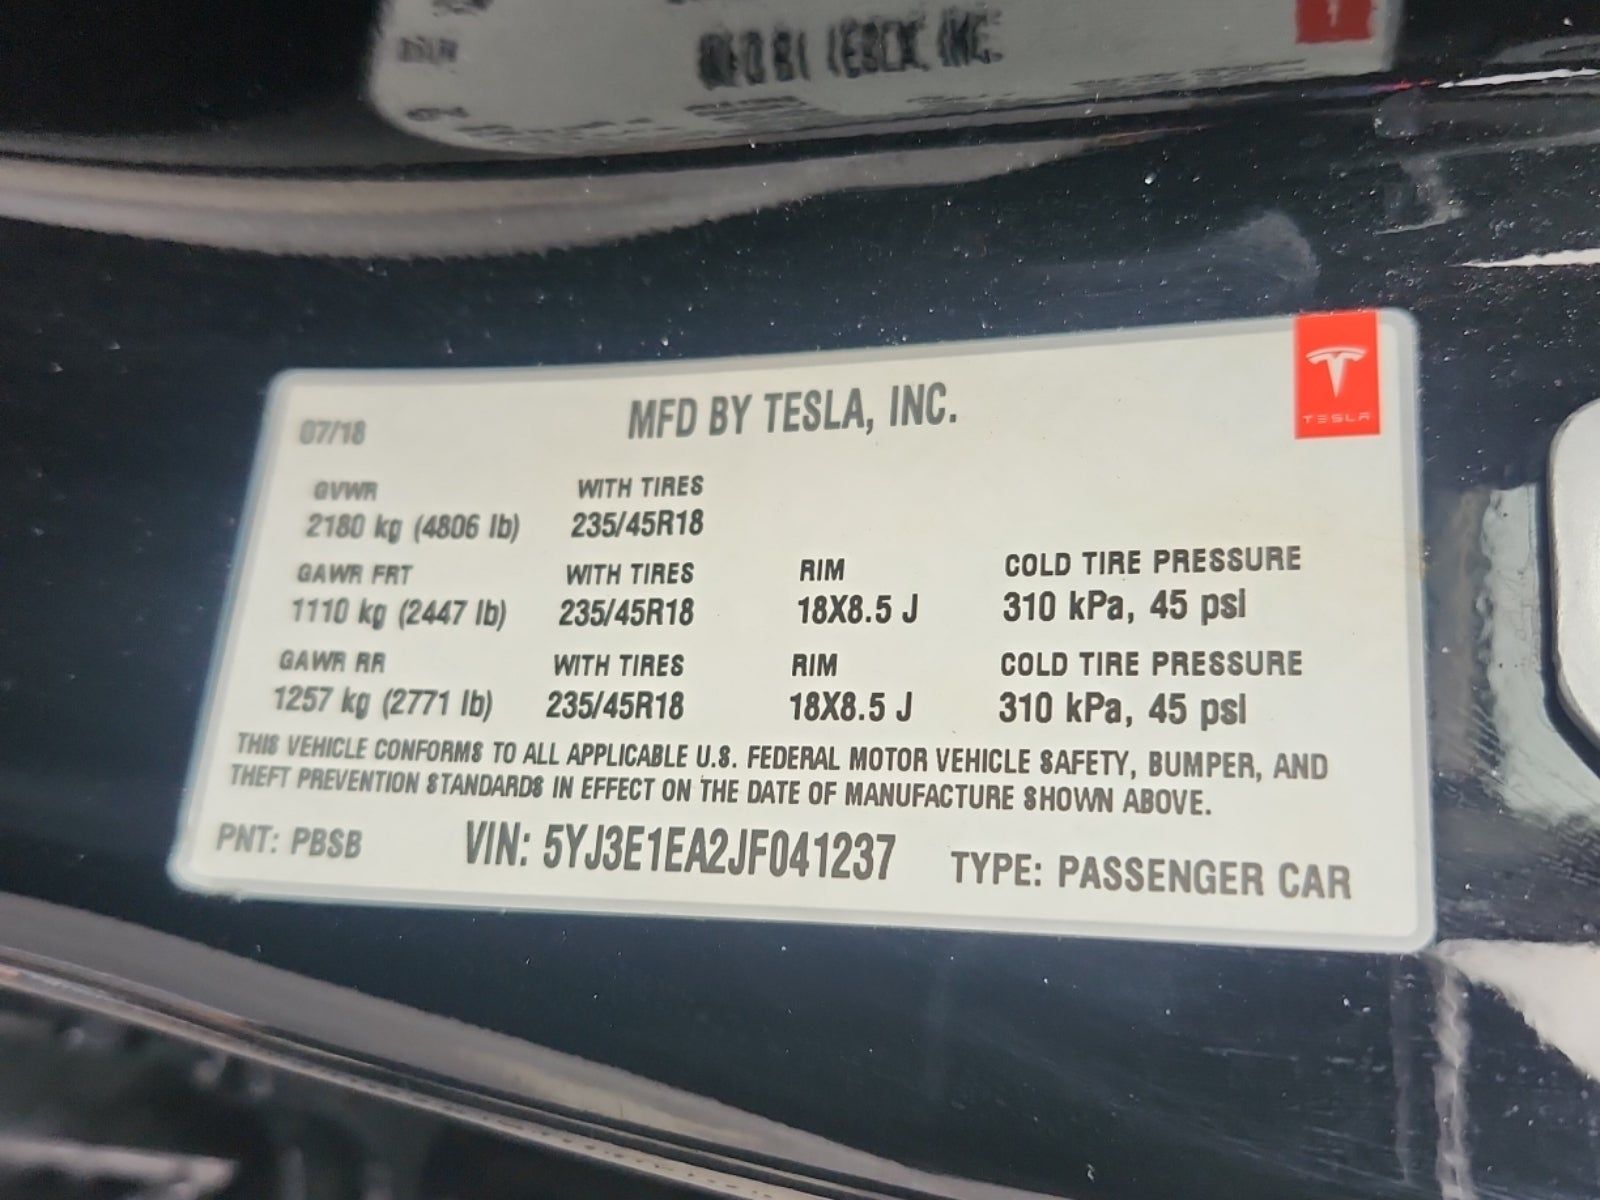 07/18 MFD BY TESLA, INC.
TESLA
GVWR WITH TIRES
2180 kg (4806 lb) 235/45R18
GAWR FRT WITH TIRES RIM COLD TIRE PRESSURE
1110 kg (2447 lb) 235/45R18 18X8.5 J 310 kPa, 45 psi
GAWR RR WITH TIRES RIM COLD TIRE PRESSURE
1257 kg (2771 lb) 235/45R18 18X8.5 J 310 kPa, 45 psi
THIS VEHICLE CONFORMS TO ALL APPLICABLE U.S. FEDERAL MOTOR VEHICLE SAFETY, BUMPER, AND
THEFT PREVENTION STANDARDS IN EFFECT ON THE DATE OF MANUFACTURE SHOWN ABOVE.
PNT: PBSB VIN: 5YJ3E1EA2JF041237 TYPE: PASSENGER CAR